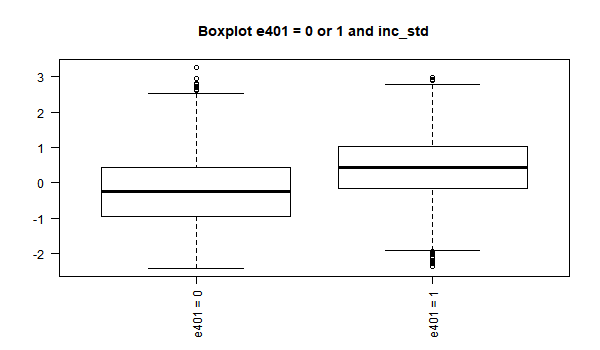 Boxplot e401 = 0 or 1 and inc_std
3
2
1
0
-1
-2
e401 = 0
e401 = 1